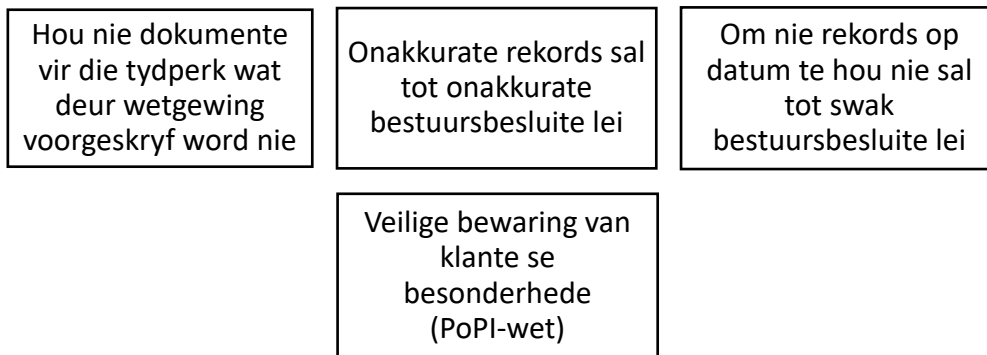 Hou nie dokumente
vir die tydperk wat
deur wetgewing
voorgeskryf word nie
Onakkurate rekords sal
tot onakkurate
bestuursbesluite lei
Om nie rekords op
datum te hou nie sal
tot swak
bestuursbesluite lei
Veilige bewaring van
klante se
besonderhede
(PoPI-wet)